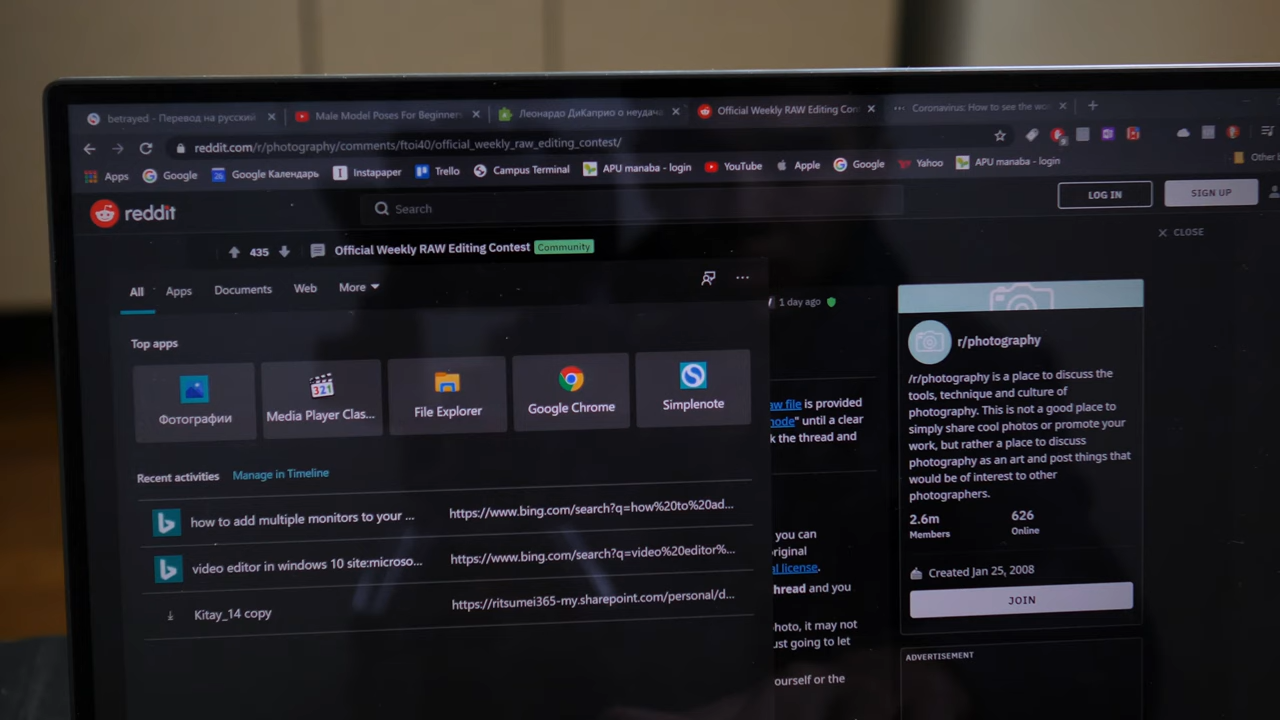 betrayed - Перевод на русский
Male Model Poses For Beginners
Леонардо ДиКаприо о неудач
Official Weekly RAW Editing Con
Coronavirus: How to see the wo
reddit.com/r/photography/comments/ftoi40/official_weekly_raw_editing_contest/
Apps
Google
26
Google Календарь
Instapaper
Trello
Campus Terminal
APU manaba - login
YouTube
Apple
Google
Yahoo
APU manaba - login
Other b
reddit
Search
LOG IN
SIGN UP
435
Official Weekly RAW Editing Contest
Community
CLOSE
All
Apps
Documents
Web
More
1 day ago
Top apps
Фотографии
321
Media Player Clas...
File Explorer
Google Chrome
Simplenote
Recent activities
Manage in Timeline
how to add multiple monitors to your ...
https://www.bing.com/search?q=how%20to%20ad...
video editor in windows 10 site:microso...
https://www.bing.com/search?q=video%20editor%...
Kitay_14 copy
https://ritsumei365-my.sharepoint.com/personal/d...
aw file is provided
node" until a clear
k the thread and
you can
original
al license.
hread and you
hoto, it may not
ust going to let
ourself or the
r/photography
/r/photography is a place to discuss the
tools, technique and culture of
photography. This is not a good place to
simply share cool photos or promote your
work, but rather a place to discuss
photography as an art and post things that
would be of interest to other
photographers.
2.6m
Members
626
Online
Created Jan 25, 2008
JOIN
ADVERTISEMENT